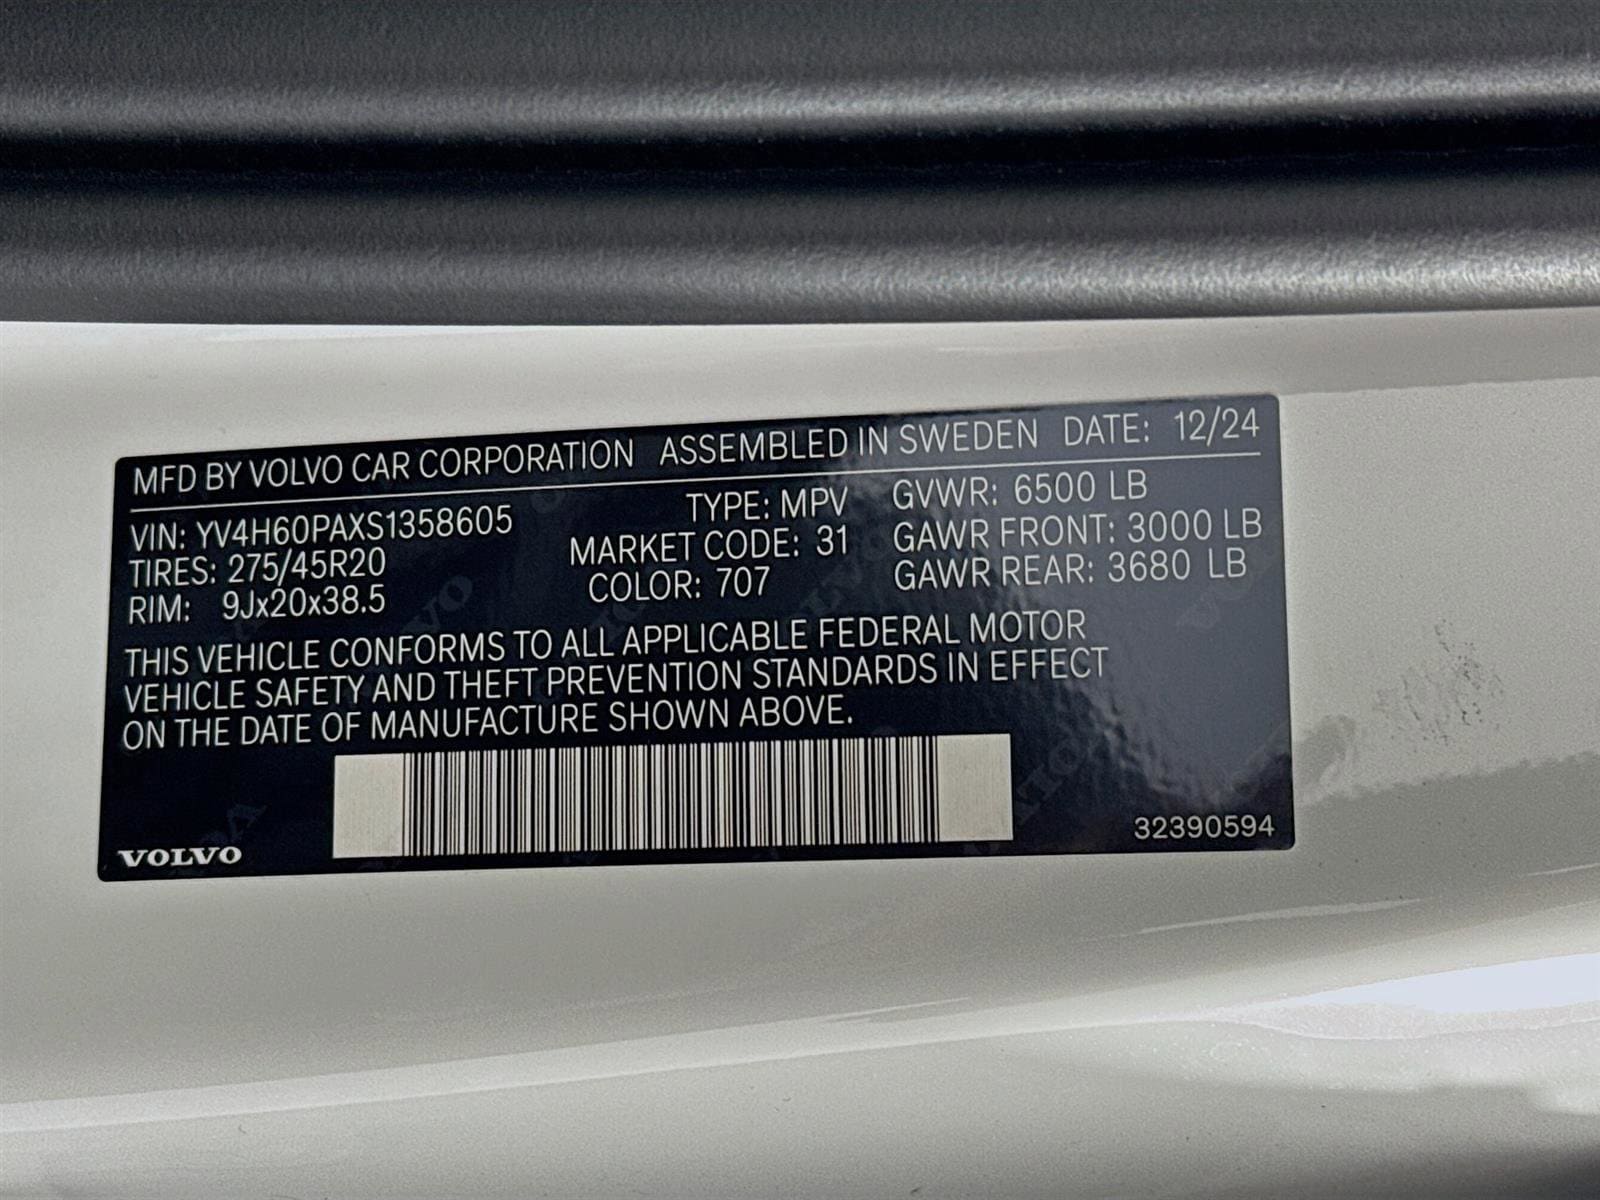 MFD BY VOLVO CAR CORPORATION ASSEMBLED IN SWEDEN DATE: 12/24
VIN: YV4H60PAXS1358605 TYPE: MPV GVWR: 6500 LB
TIRES: 275/45R20 MARKET CODE: 31 GAWR FRONT: 3000 LB
RIM: 9Jx20x38.5 COLOR: 707 GAWR REAR: 3680 LB
THIS VEHICLE CONFORMS TO ALL APPLICABLE FEDERAL MOTOR
VEHICLE SAFETY AND THEFT PREVENTION STANDARDS IN EFFECT
ON THE DATE OF MANUFACTURE SHOWN ABOVE.
VOLVO 32390594